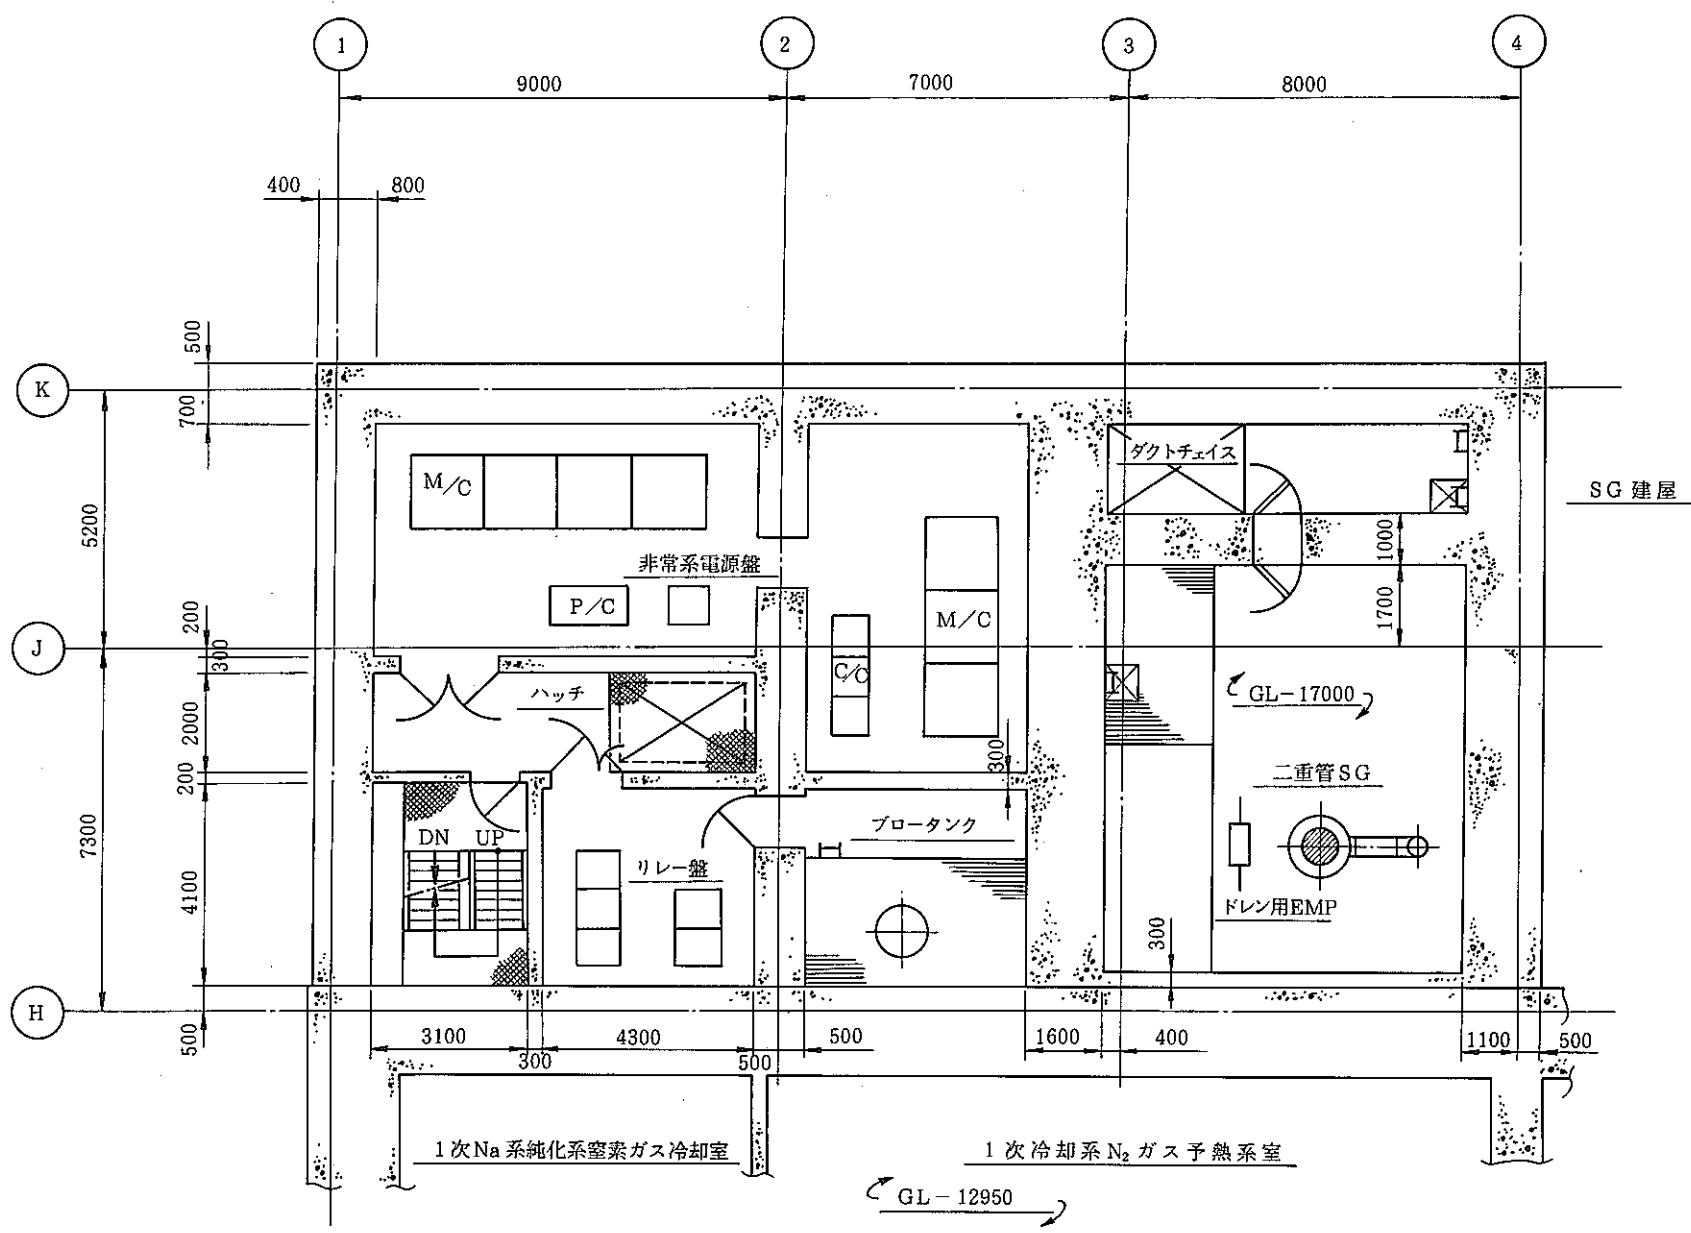 1
2
3
4
9000
7000
8000
400
800
500
K
700
ダクトチェイス
M/C
SG建屋
5200
1000
非常系電源盤
P/C
M/C
200
1700
J
300
C/C
ハッチ
GL-17000
2000
300
二重管SG
200
ブロータンク
DN
UP
7300
リレー盤
4100
ドレン用EMP
300
H
500
3100
4300
500
1600
400
1100
500
300
500
1次Na系純化系窒素ガス冷却室
1次冷却系N₂ガス予熱系室
GL-12950